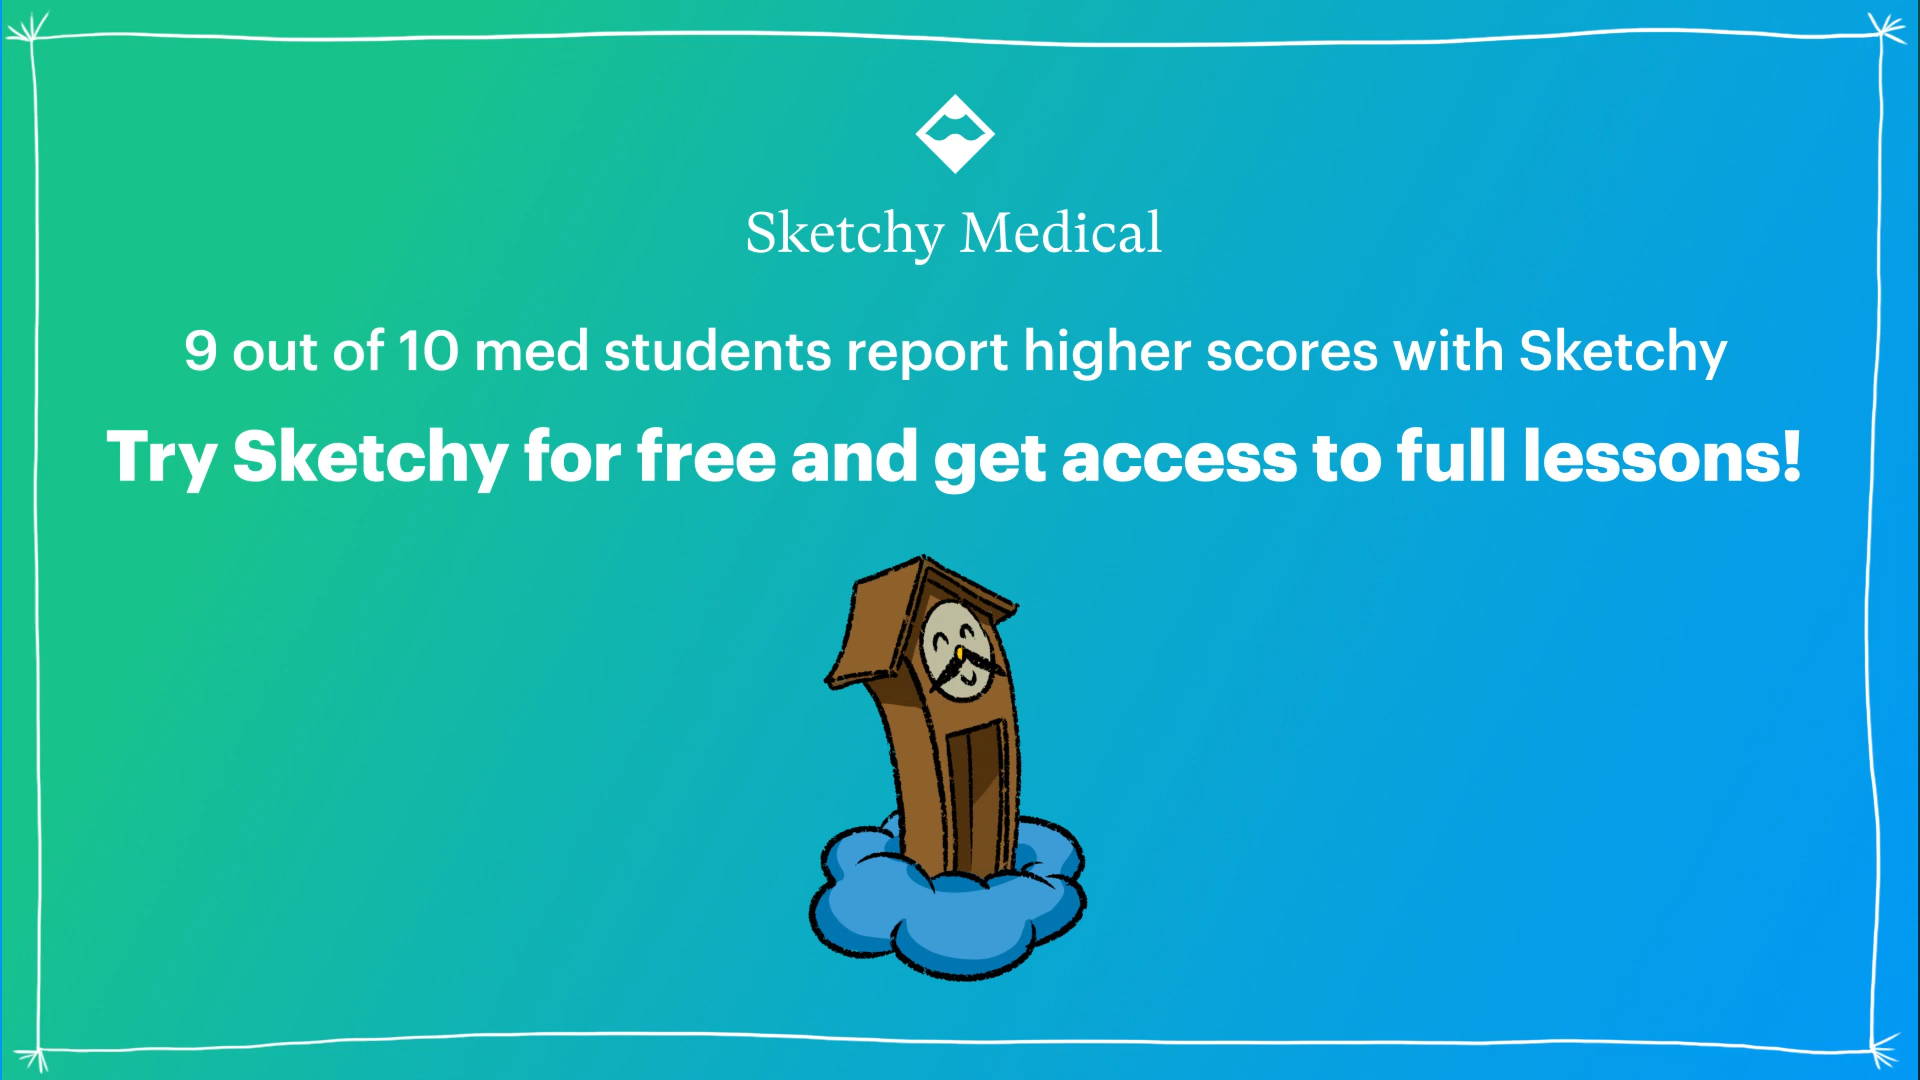 Sketchy Medical
9 out of 10 med students report higher scores with Sketchy
Try Sketchy for free and get access to full lessons!